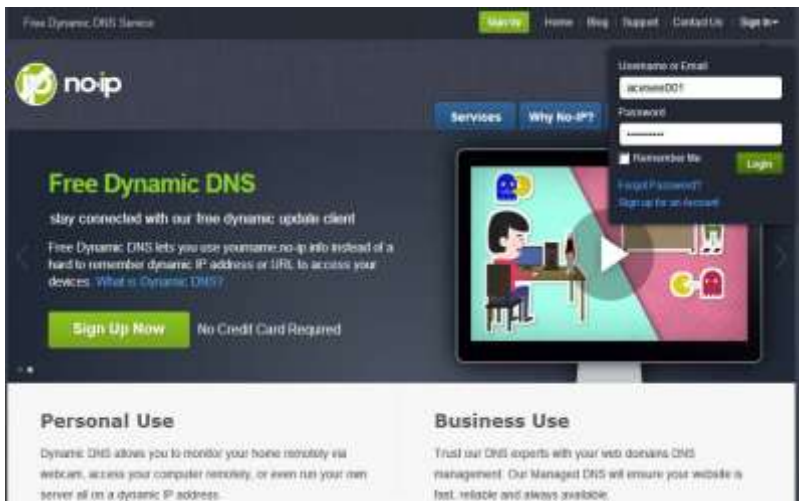 Free Dynamic DNS Service
Sign Up Home Blog Support Contact Us Sign In
no-ip
Username or Email
Password
Remember Me
Login
Forgot Password?
Sign up for an Account
Services Why No-IP?
Free Dynamic DNS
stay connected with our free dynamic update client
Free Dynamic DNS lets you use yourname.no-ip.info instead of a
hard to remember dynamic IP address or URL to access your
devices. What is Dynamic DNS?
Sign Up Now No Credit Card Required
Personal Use
Dynamic DNS allows you to monitor your home remotely via
webcam, access your computer remotely, or even run your own
server all on a dynamic IP address.
Business Use
Trust our DNS experts with your web domains DNS
management. Our Managed DNS will ensure your website is
fast, reliable and always available.